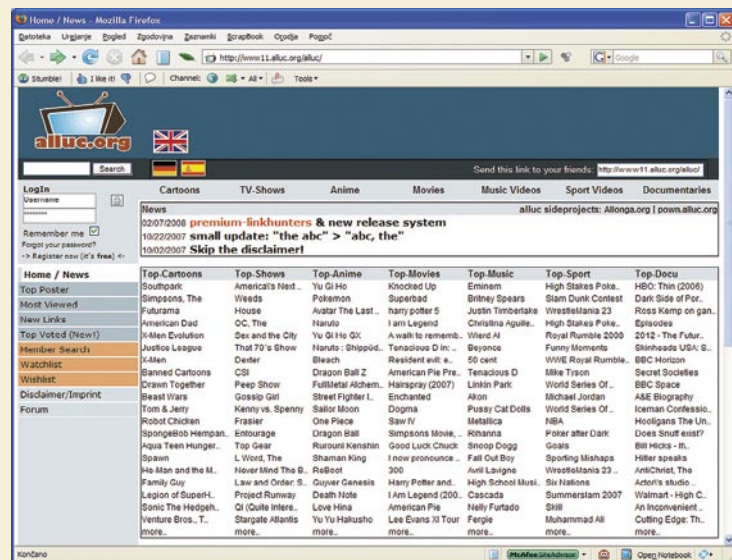 Home / News - Mozilla Firefox
Datoteka Urejanje Pogled Zgodovina Zaznamki ScrapBook Orodja Pomoč
http://www11.alluc.org/alluc/
Google
Stumble! I like it! Channel: All Tools
alluc.org
Search
Send this link to your friends: http://www11.alluc.org/alluc/
LogIn
Username
********
Remember me
Forgot your password?
-> Register now (it's free) <-
Cartoons TV-Shows Anime Movies Music Videos Sport Videos Documentaries
News alluc sideprojects: Allonga.org | pown.alluc.org
02/07/2008 premium-linkhunters & new release system
10/22/2007 small update: "the abc" > "abc, the"
10/02/2007 Skip the disclaimer!
Home / News
Top Poster
Most Viewed
New Links
Top Voted (New!)
Member Search
Watchlist
Wishlist
Disclaimer/Imprint
Forum
Top-Cartoons Top-Shows Top-Anime Top-Movies Top-Music Top-Sport Top-Docu
Southpark America's Next .. Yu Gi Ho Knocked Up Eminem High Stakes Poke.. HBO: Thin (2006)
Simpsons, The Weeds Pokemon Superbad Britney Spears Slam Dunk Contest Dark Side of Por..
Futurama House Avatar The Last .. harry potter 5 Justin Timberlake WrestleMania 23 Ross Kemp on gan..
American Dad OC, The Naruto I am Legend Christina Aguile.. High Stakes Poke.. Episodes
X-Men Evolution Sex and the City Yu Gi Ho GX A walk to rememb.. Wierd Al Royal Rumble 2000 2012 - The Futur..
Justice League That 70's Show Naruto : Shippûd.. Tenacious D in: .. Beyonce Funny Moments Skinheads USA: S..
X-Men Dexter Bleach Resident evil: e.. 50 cent WWE Royal Rumble.. BBC Horizon
Banned Cartoons CSI Dragon Ball Z American Pie Pre.. Tenacious D Mike Tyson Secret Societies
Drawn Together Peep Show FullMetal Alchem.. Hairspray (2007) Linkin Park World Series Of .. BBC Space
Beast Wars Gossip Girl Street Fighter I.. Enchanted Akon Michael Jordan A&E Biography
Tom & Jerry Kenny vs. Spenny Sailor Moon Dogma Pussy Cat Dolls World Series Of .. Iceman Confessio..
Robot Chicken Frasier One Piece Saw IV Metallica NBA Hooligans The Un..
SpongeBob Hempan.. Entourage Dragon Ball Simpsons Movie, .. Rihanna Poker after Dark Does Snuff exist?
Aqua Teen Hunger.. Top Gear Rurouni Kenshin Good Luck Chuck Snoop Dogg Goals Bill Hicks - It..
Spawn L Word, The Shaman King I now pronounce .. Fall Out Boy Sporting Mishaps Hitler speaks
He-Man and the M.. Never Mind The B.. ReBoot 300 Avril Lavigne WrestleMania 23 .. AntiChrist, The
Family Guy Law and Order: S.. Guyver Genesis Harry Potter and.. High School Musi.. Six Nations Actori's studio ..
Legion of SuperH.. Project Runway Death Note I Am Legend (200.. Cascada Summerslam 2007 Walmart - High C..
Sonic The Hedgeh.. QI (Quite Intere.. Love Hina American Pie Nelly Furtado Skill An Inconvenient ..
Venture Bros., T.. Stargate Atlantis Yu Yu Hakusho Lee Evans XI Tour Fergie Muhammad Ali Cutting Edge: Th..
more.. more.. more.. more.. more.. more.. more..
Končano McAfee SiteAdvisor Open Notebook